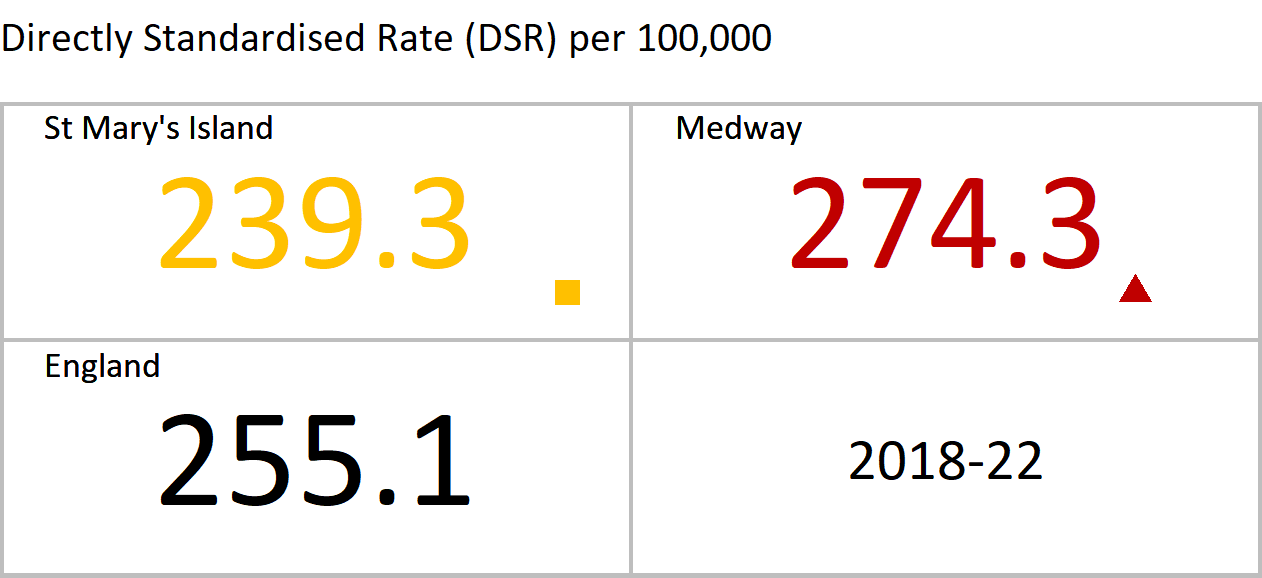 Directly Standardised Rate (DSR) per 100,000
St Mary's Island
239.3
Medway
274.3
England
255.1
2018-22